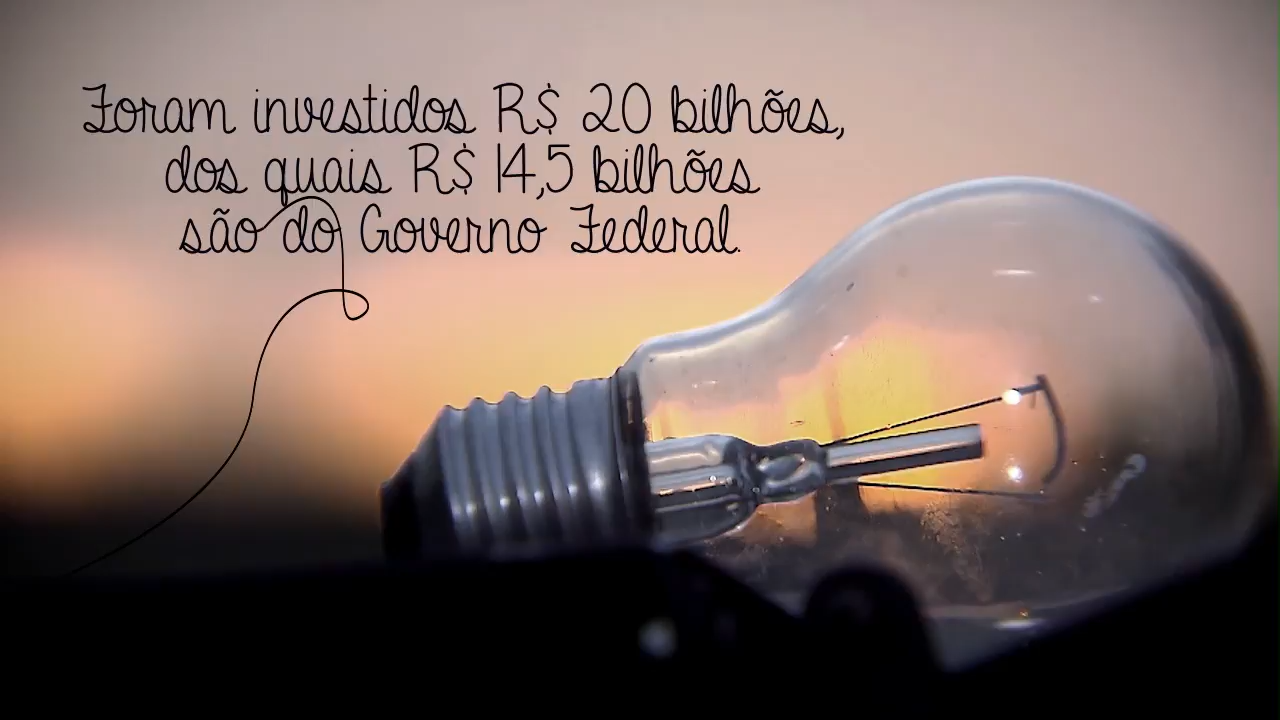 Foram investidos R$ 20 bilhões,
dos quais R$ 14,5 bilhões
são do Governo Federal.